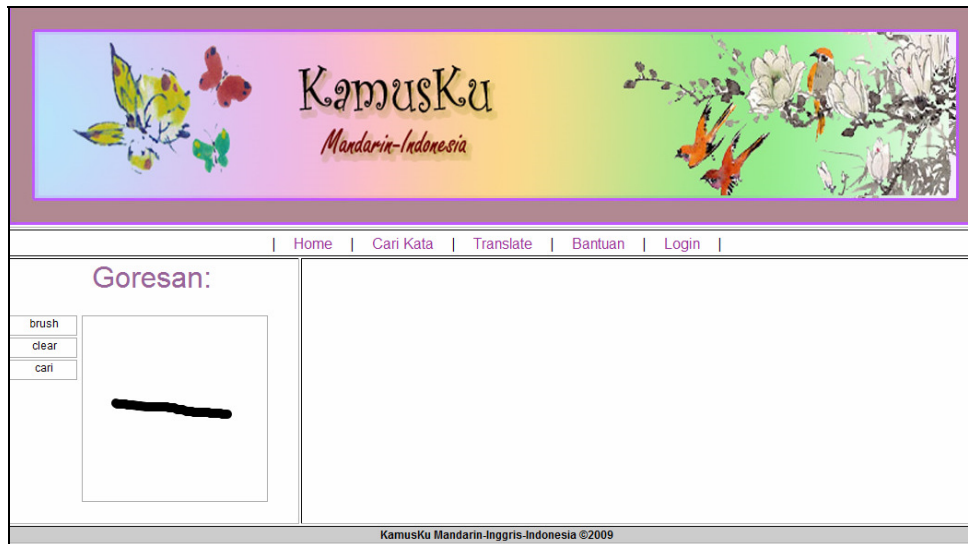 KamusKu
Mandarin-Indonesia
| Home | Cari Kata | Translate | Bantuan | Login |
Goresan:
brush
clear
cari
KamusKu Mandarin-Inggris-Indonesia ©2009